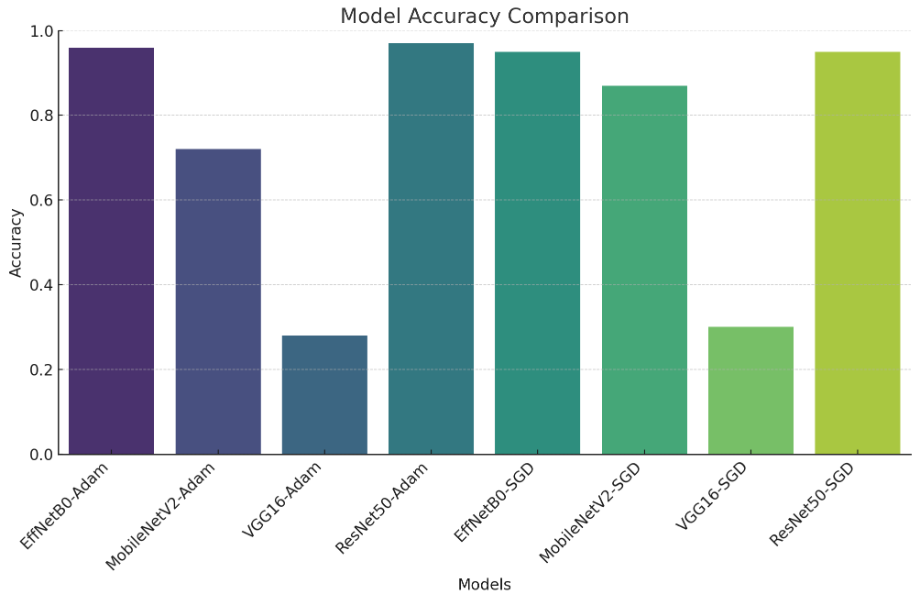 Model Accuracy Comparison
1.0
0.8
0.6
0.4
0.2
0.0
Accuracy
EffNetB0-Adam
MobileNetV2-Adam
VGG16-Adam
ResNet50-Adam
EffNetB0-SGD
MobileNetV2-SGD
VGG16-SGD
ResNet50-SGD
Models